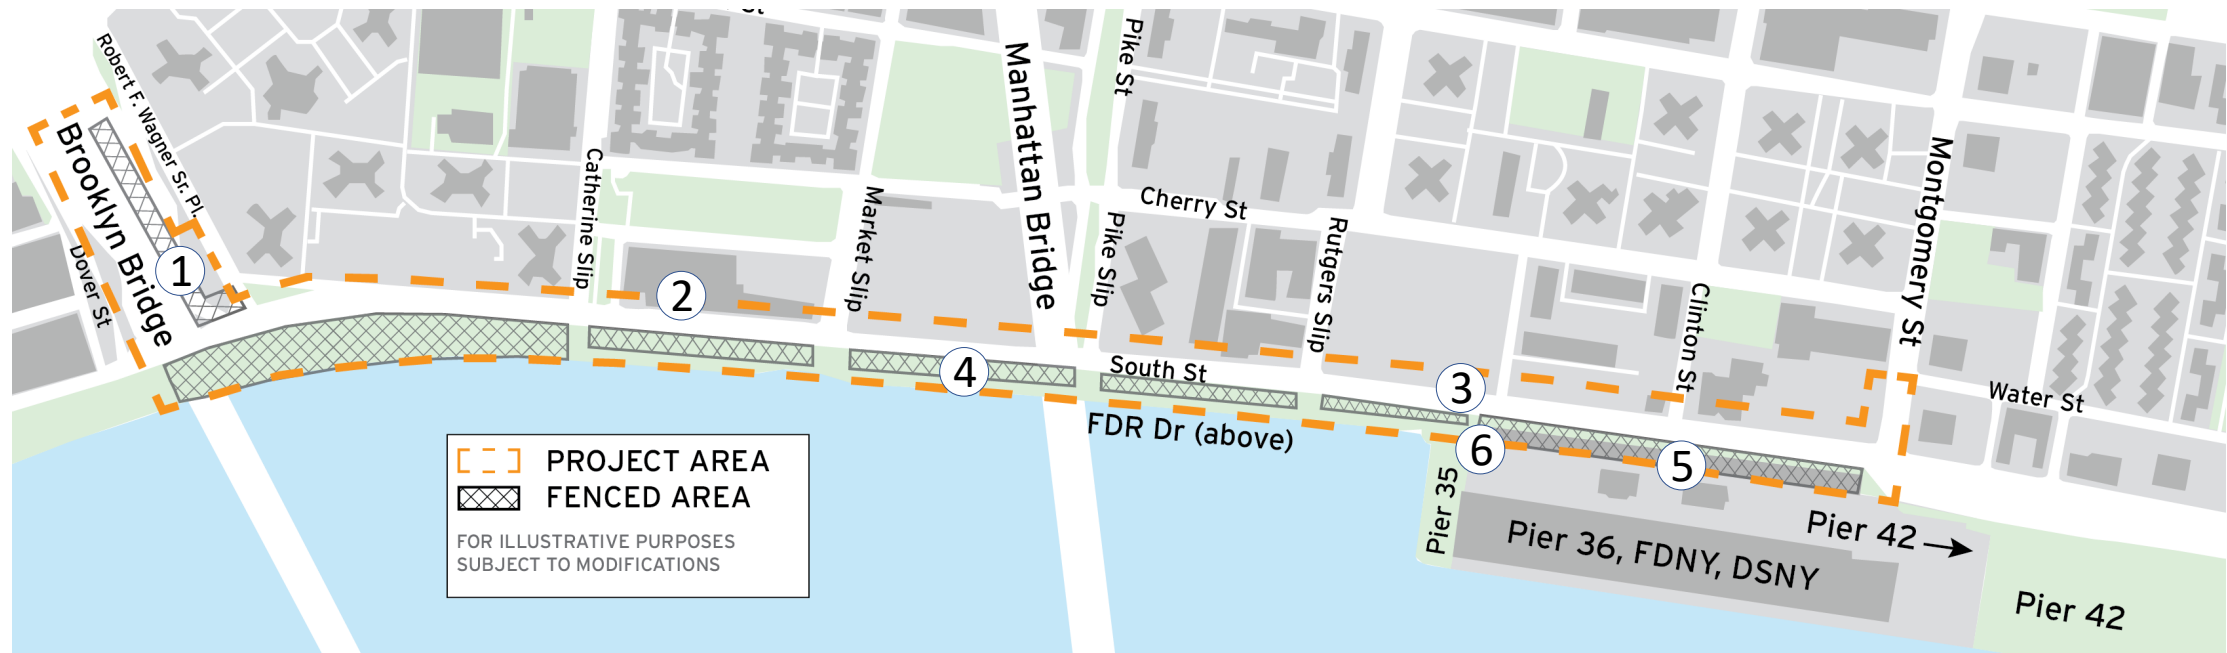 St
Robert F. Wagner Sr. Pl.
Brooklyn Bridge
Dover St
1
Catherine Slip
2
Market Slip
Manhattan Bridge
Pike St
Cherry St
Pike Slip
Rutgers Slip
4
South St
FDR Dr (above)
3
6
5
Clinton St
Montgomery St
Water St
Pier 35
Pier 36, FDNY, DSNY
Pier 42
Pier 42
PROJECT AREA
FENCED AREA
FOR ILLUSTRATIVE PURPOSES
SUBJECT TO MODIFICATIONS